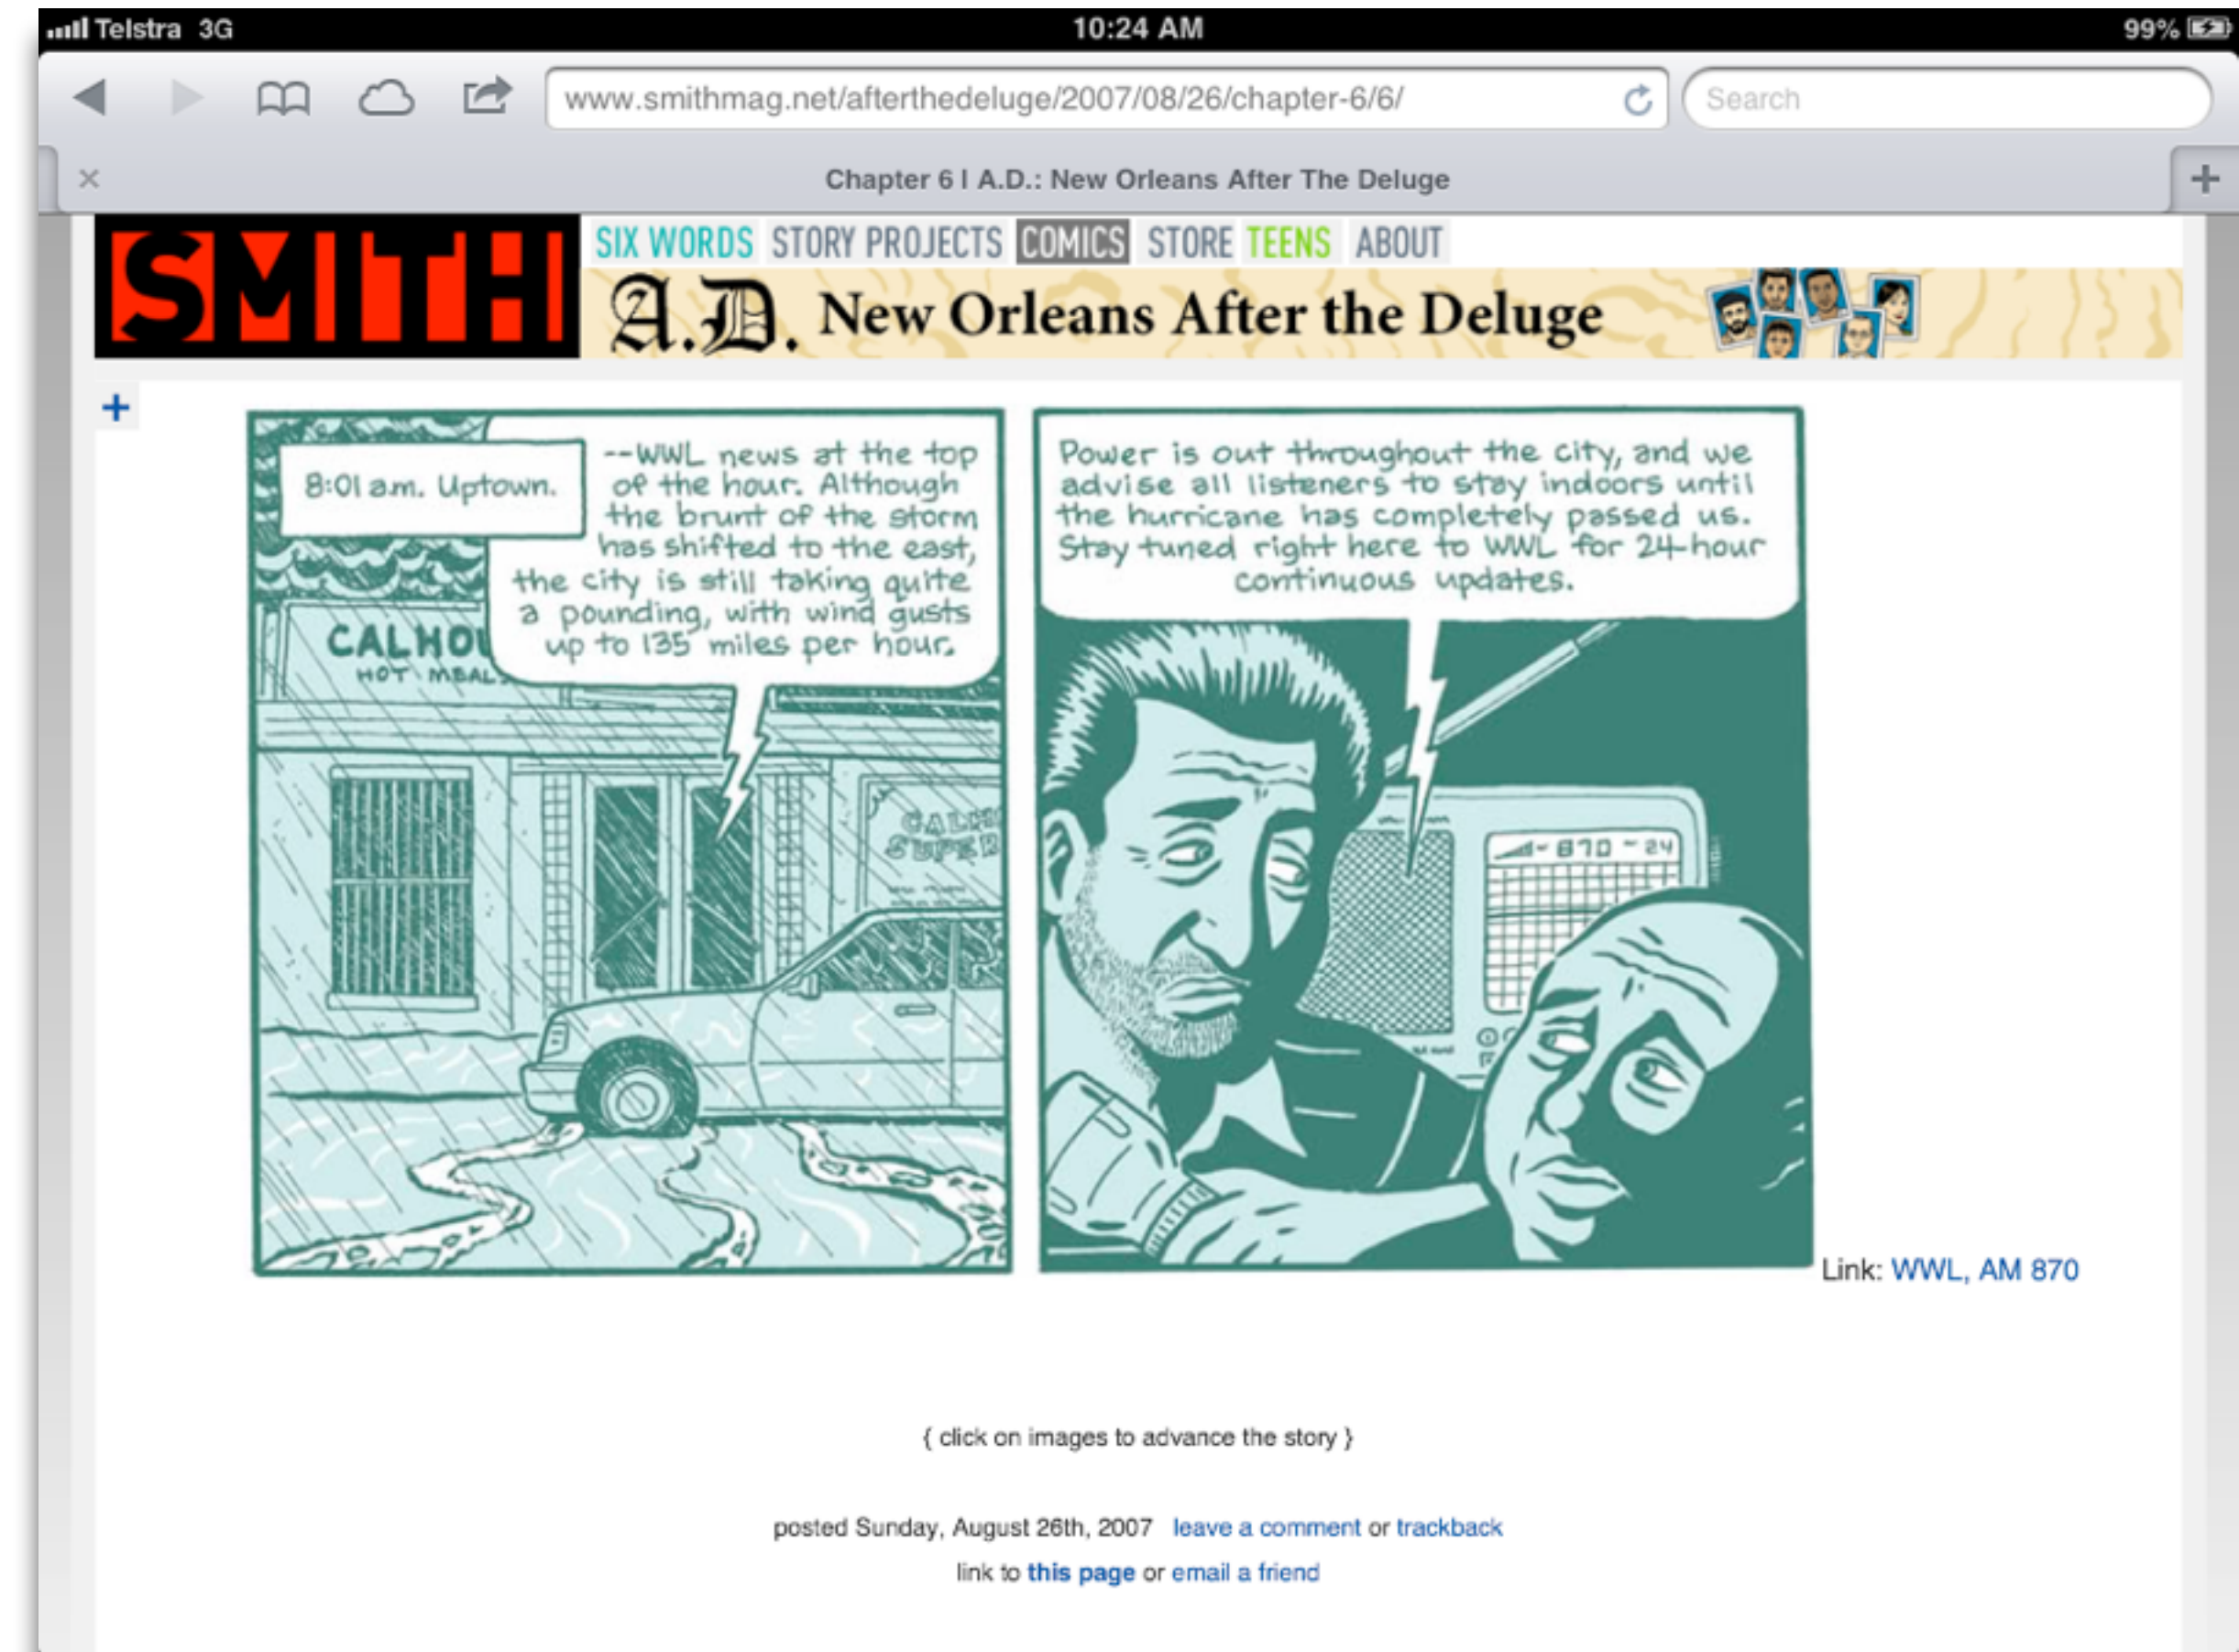 Telstra 3G 10:24 AM 99%
www.smithmag.net/afterthedeluge/2007/08/26/chapter-6/6/ Search
Chapter 6 | A.D.: New Orleans After The Deluge
SMITH
SIX WORDS STORY PROJECTS COMICS STORE TEENS ABOUT
A.D. New Orleans After the Deluge
8:01 a.m. Uptown.
--WWL news at the top
of the hour. Although
the brunt of the storm
has shifted to the east,
the city is still taking quite
a pounding, with wind gusts
up to 135 miles per hour.
CALHOU
HOT MEALS
CALH
SUPER
Power is out throughout the city, and we
advise all listeners to stay indoors until
the hurricane has completely passed us.
Stay tuned right here to WWL for 24-hour
continuous updates.
870 ~ 24
Link: WWL, AM 870
{ click on images to advance the story }
posted Sunday, August 26th, 2007 leave a comment or trackback
link to this page or email a friend